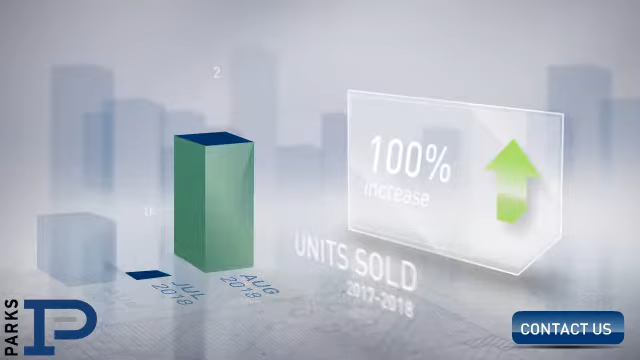 2
100%
increase
UNITS SOLD
2017-2018
JUL
2018
AUG
2018
PARKS
P
CONTACT US